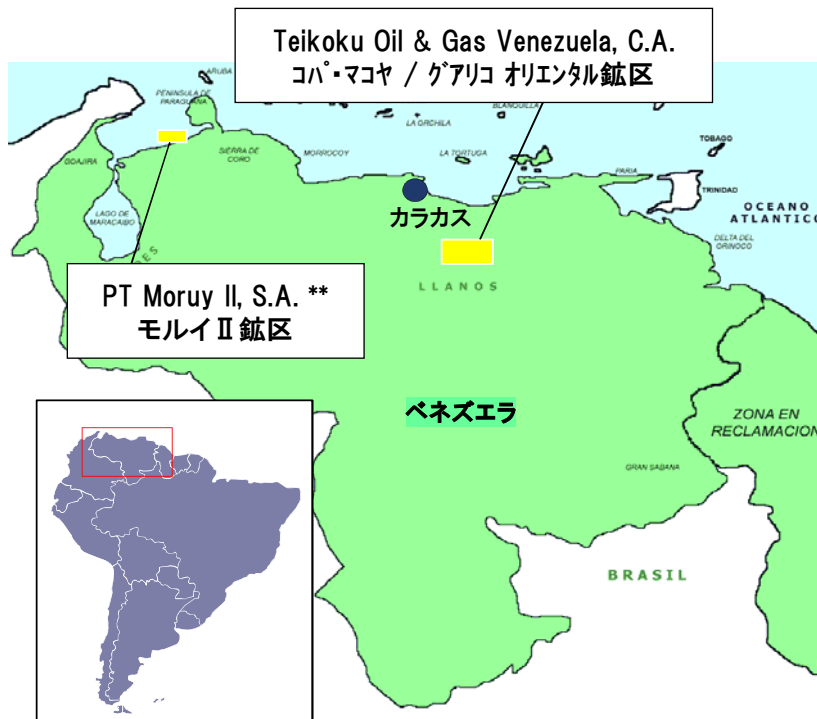 Teikoku Oil & Gas Venezuela, C.A.
コパ・マコヤ / グアリコ オリエンタル鉱区
ARUBA
PENINSULA DE
PARAGUANA
BLANQUILLA
LA ORCHILA
GOAJIRA
SIERRA DE
CORO
MORROCOY
LA TORTUGA
TOBAGO
PARIA
TRINIDAD
LAGO DE
MARACAIBO
カラカス
OCEANO
ATLANTICO
DELTA DEL
ORINOCO
PT Moruy II, S.A. **
モルイⅡ鉱区
LLANOS
ベネズエラ
ZONA EN
RECLAMACION
GRAN SABANA
BRASIL